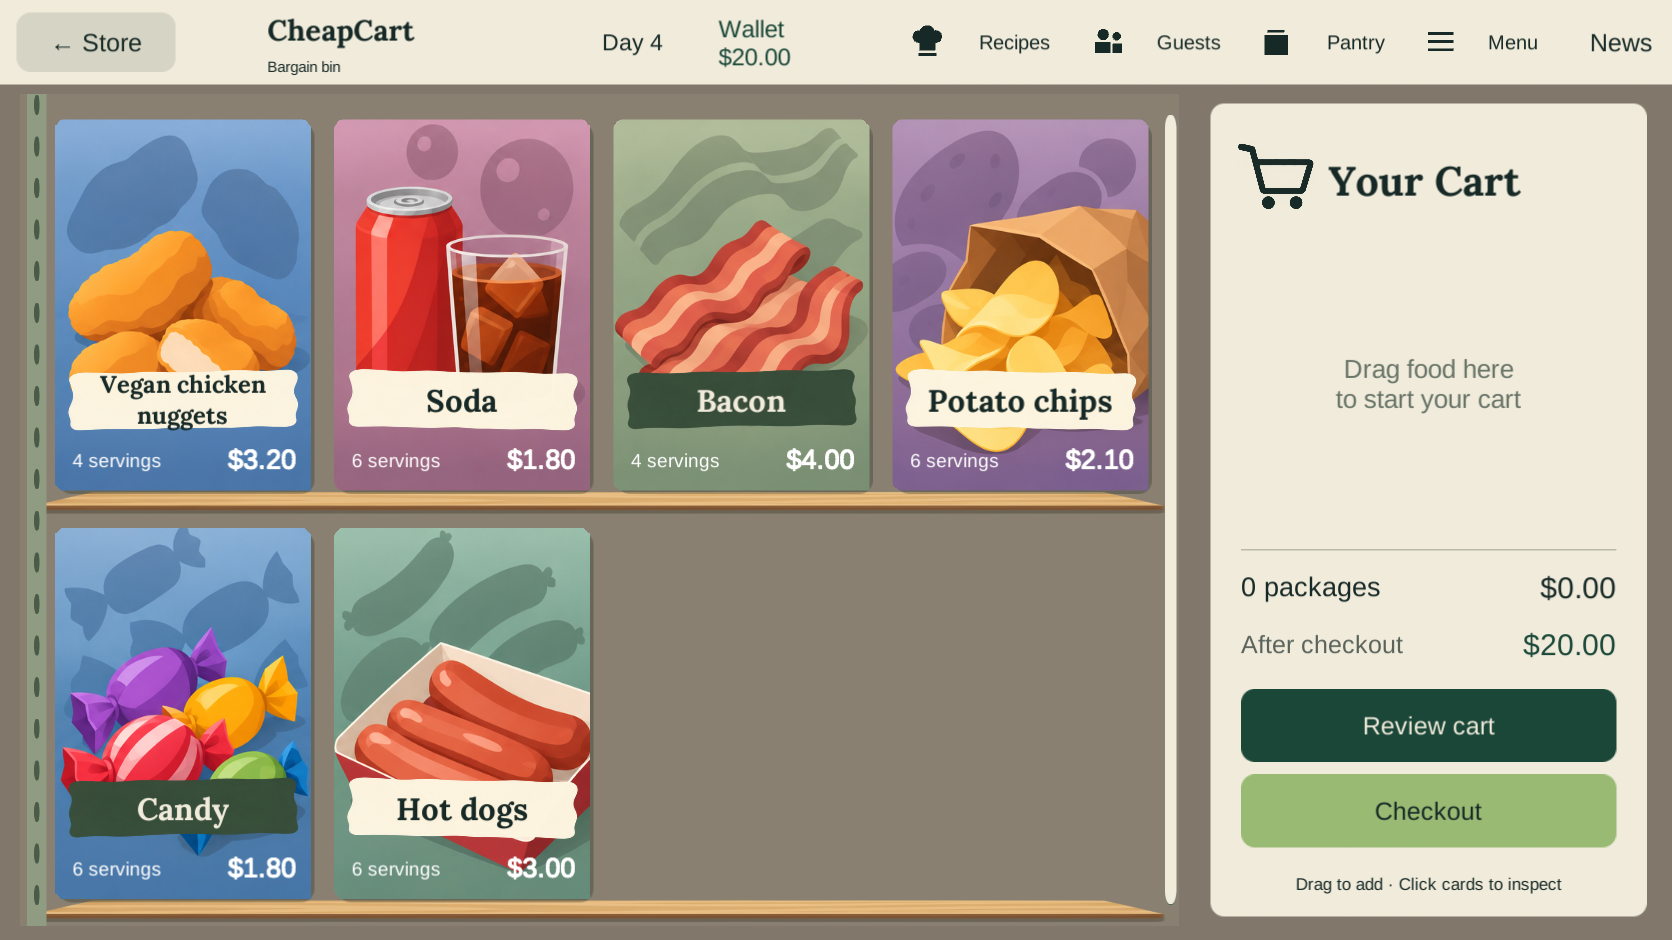 ← Store
CheapCart
Bargain bin
Day 4
Wallet
$20.00
Recipes
Guests
Pantry
Menu
News
Vegan chicken
nuggets
4 servings $3.20
Soda
6 servings $1.80
Bacon
4 servings $4.00
Potato chips
6 servings $2.10
Candy
6 servings $1.80
Hot dogs
6 servings $3.00
Your Cart
Drag food here
to start your cart
0 packages $0.00
After checkout $20.00
Review cart
Checkout
Drag to add · Click cards to inspect